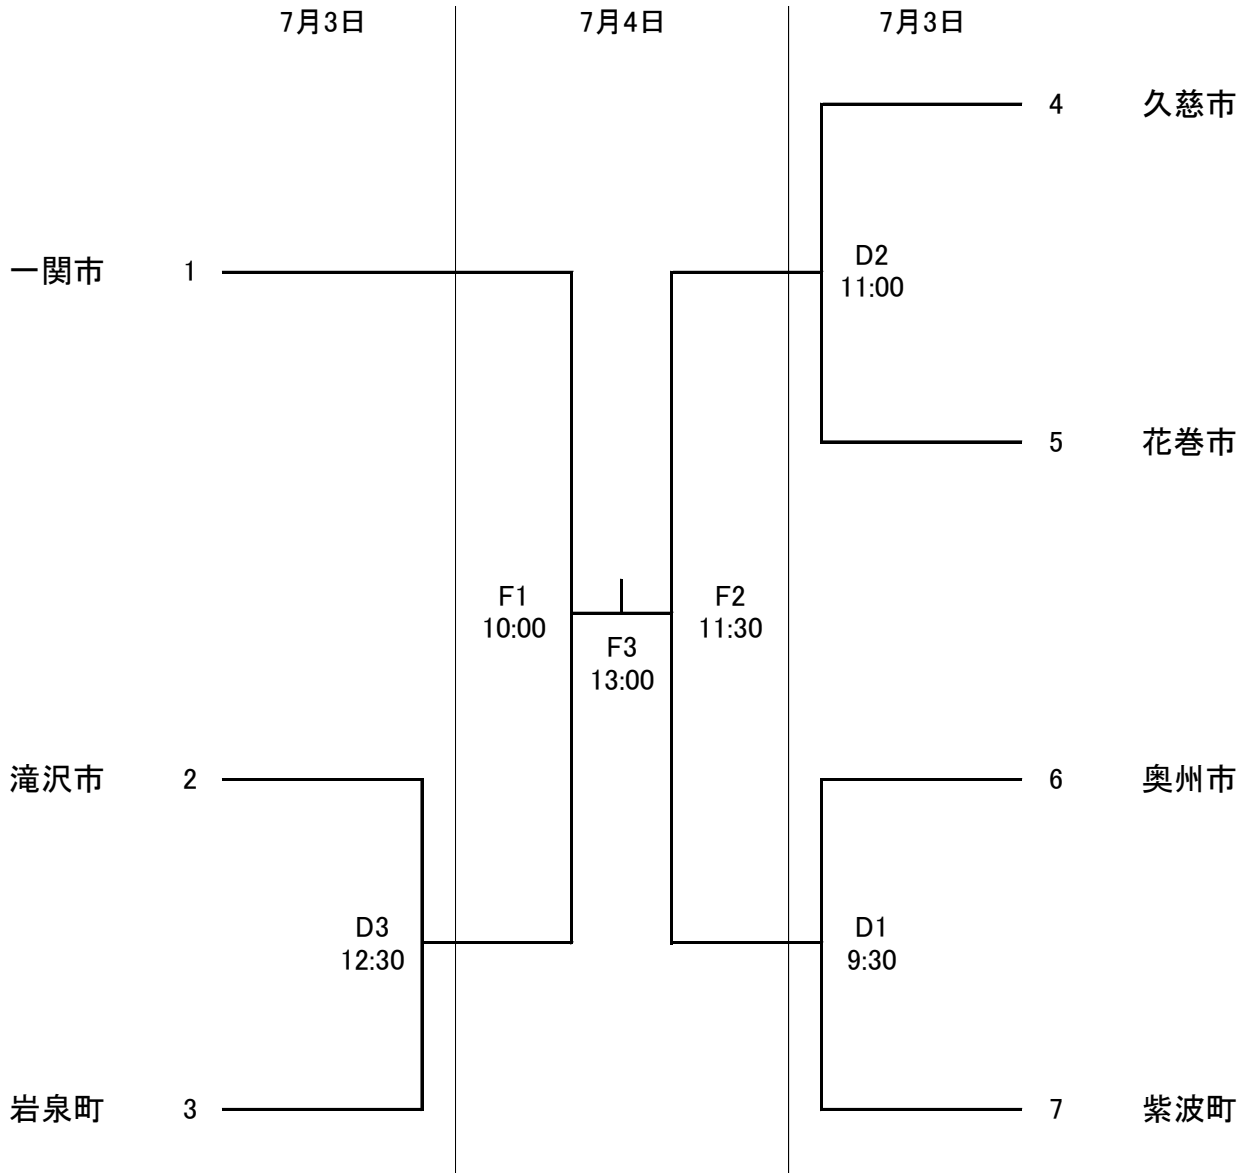 7月3日 7月4日 7月3日
4 久慈市
D2
11:00
一関市 1
5 花巻市
F1
10:00
F2
11:30
F3
13:00
滝沢市 2
6 奥州市
D3
12:30
D1
9:30
岩泉町 3
7 紫波町